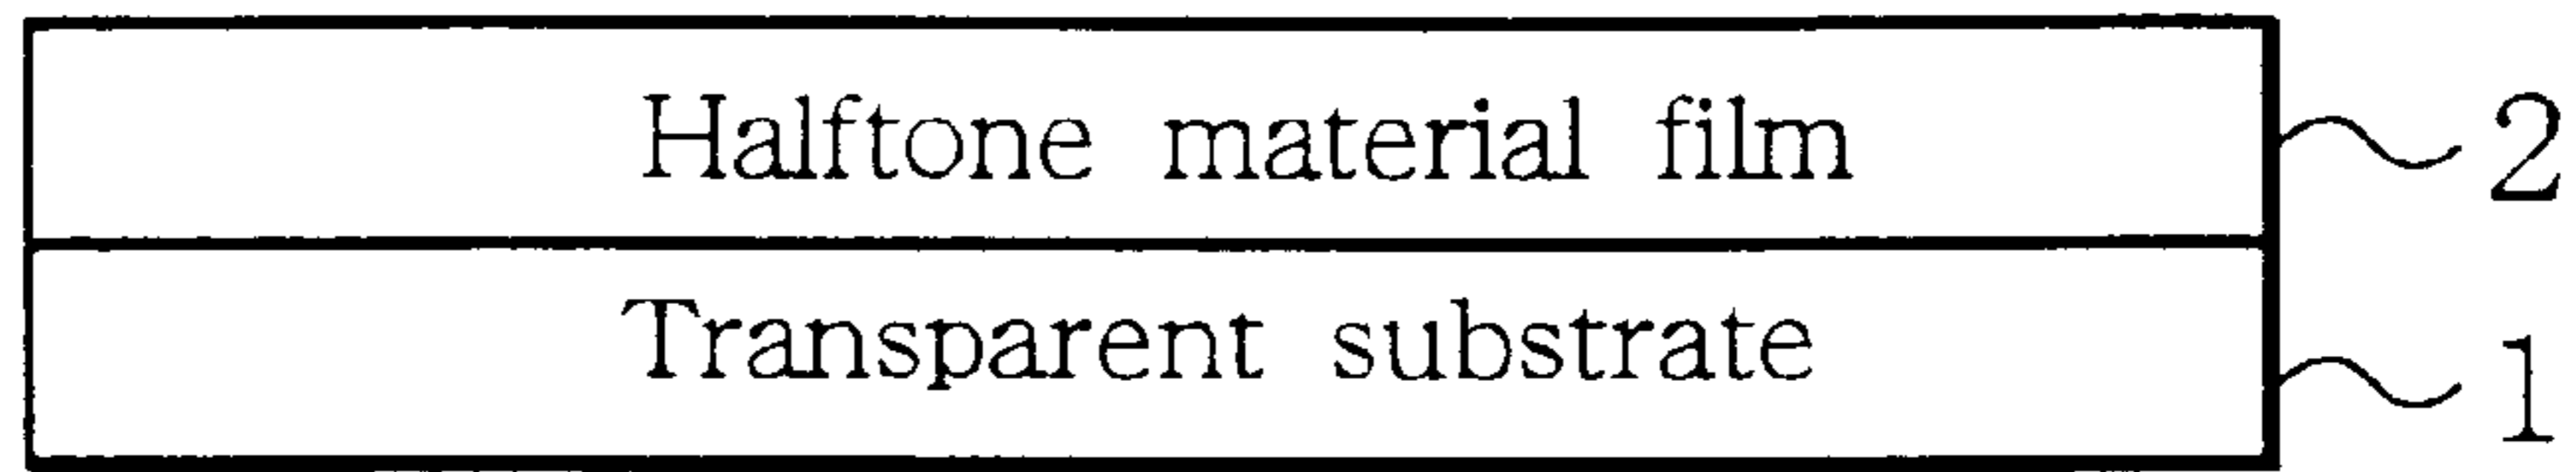 Halftone material film 2
Transparent substrate 1